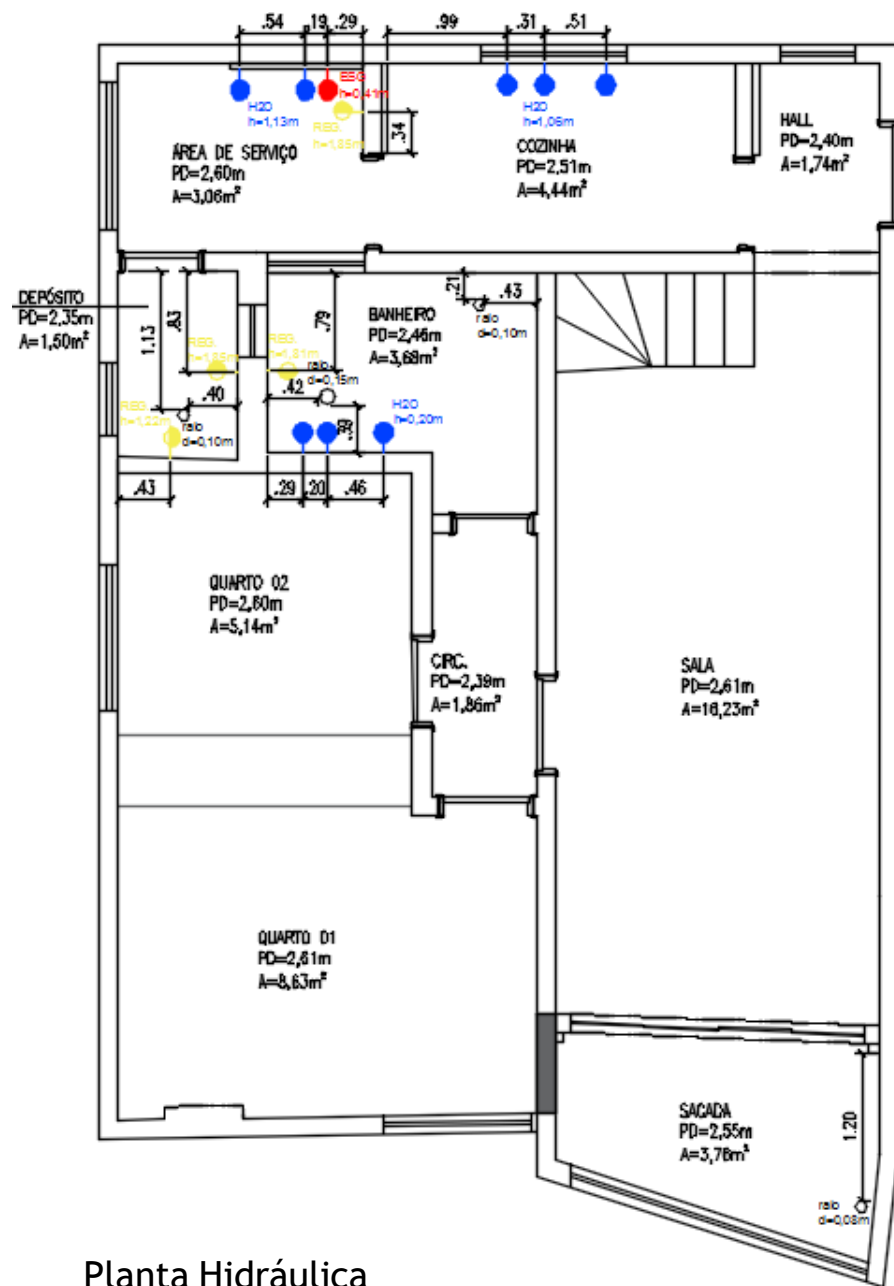 .54
.19
.29
.99
.31
.51
ESG
h=0,41m
H2O
h=1,13m
REG.
h=1,85m
.34
H2O
h=1,06m
ÁREA DE SERVIÇO
PD=2,60m
A=3,06m²
COZINHA
PD=2,51m
A=4,44m²
HALL
PD=2,40m
A=1,74m²
DEPÓSITO
PD=2,35m
A=1,50m²
1.13
.83
REG.
h=1,85m
.40
REG.
h=1,22m
ralo
d=0,10m
.43
.79
BANHEIRO
PD=2,46m
A=3,69m²
.21
.43
ralo
d=0,10m
REG.
h=1,81m
ralo
d=0,15m
.42
.39
H2O
h=0,20m
.29
.20
.46
QUARTO 02
PD=2,60m
A=5,14m²
CIRC.
PD=2,39m
A=1,86m²
SALA
PD=2,61m
A=16,23m²
QUARTO 01
PD=2,61m
A=8,63m²
SACADA
PD=2,55m
A=3,76m²
1.20
ralo
d=0,08m
Planta Hidráulica